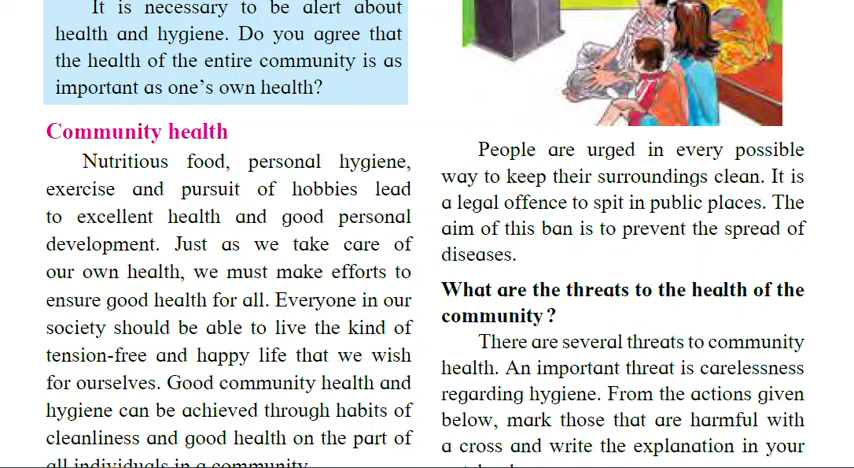 It is necessary to be alert about
health and hygiene. Do you agree that
the health of the entire community is as
important as one's own health?
Community health
Nutritious food, personal hygiene,
exercise and pursuit of hobbies lead
to excellent health and good personal
development. Just as we take care of
our own health, we must make efforts to
ensure good health for all. Everyone in our
society should be able to live the kind of
tension-free and happy life that we wish
for ourselves. Good community health and
hygiene can be achieved through habits of
cleanliness and good health on the part of
all individuals in a community.
People are urged in every possible
way to keep their surroundings clean. It is
a legal offence to spit in public places. The
aim of this ban is to prevent the spread of
diseases.
What are the threats to the health of the
community ?
There are several threats to community
health. An important threat is carelessness
regarding hygiene. From the actions given
below, mark those that are harmful with
a cross and write the explanation in your